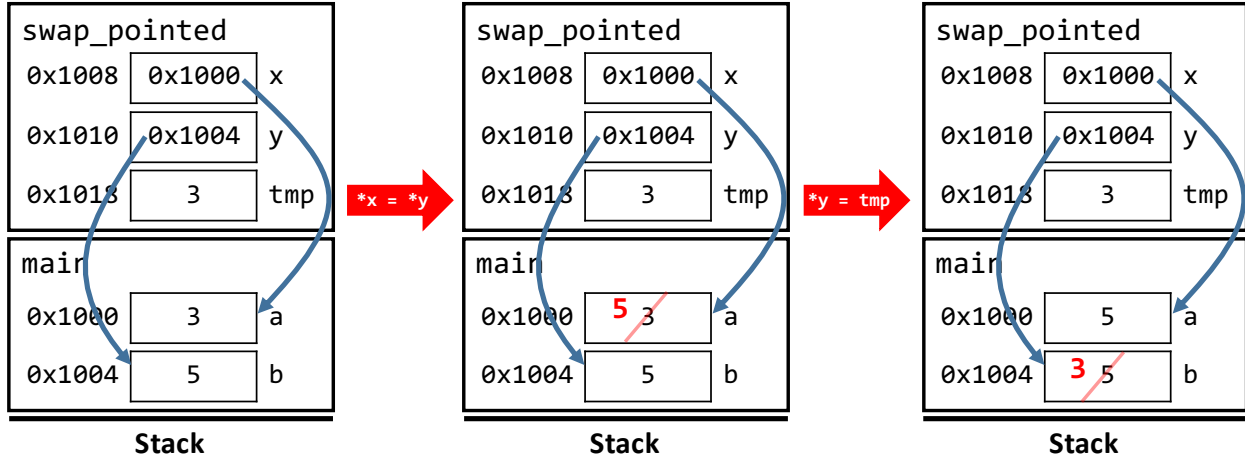 swap_pointed
0x1008 0x1000 x
0x1010 0x1004 y
0x1018 3 tmp
main
0x1000 3 a
0x1004 5 b
Stack
*x = *y
swap_pointed
0x1008 0x1000 x
0x1010 0x1004 y
0x1018 3 tmp
main
0x1000 5 3 a
0x1004 5 b
Stack
*y = tmp
swap_pointed
0x1008 0x1000 x
0x1010 0x1004 y
0x1018 3 tmp
main
0x1000 5 a
0x1004 3 5 b
Stack